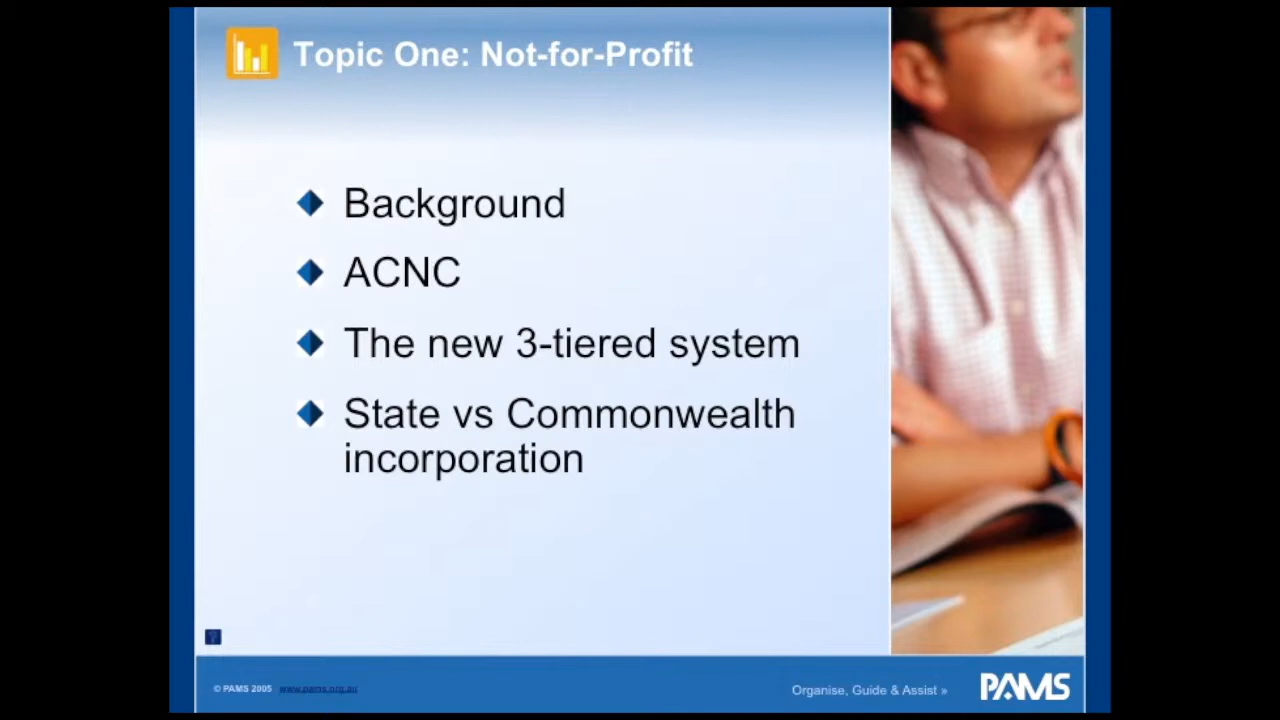 Topic One: Not-for-Profit
Background
ACNC
The new 3-tiered system
State vs Commonwealth
incorporation
© PAMS 2005 www.pams.org.au
Organise, Guide & Assist »
PAMS